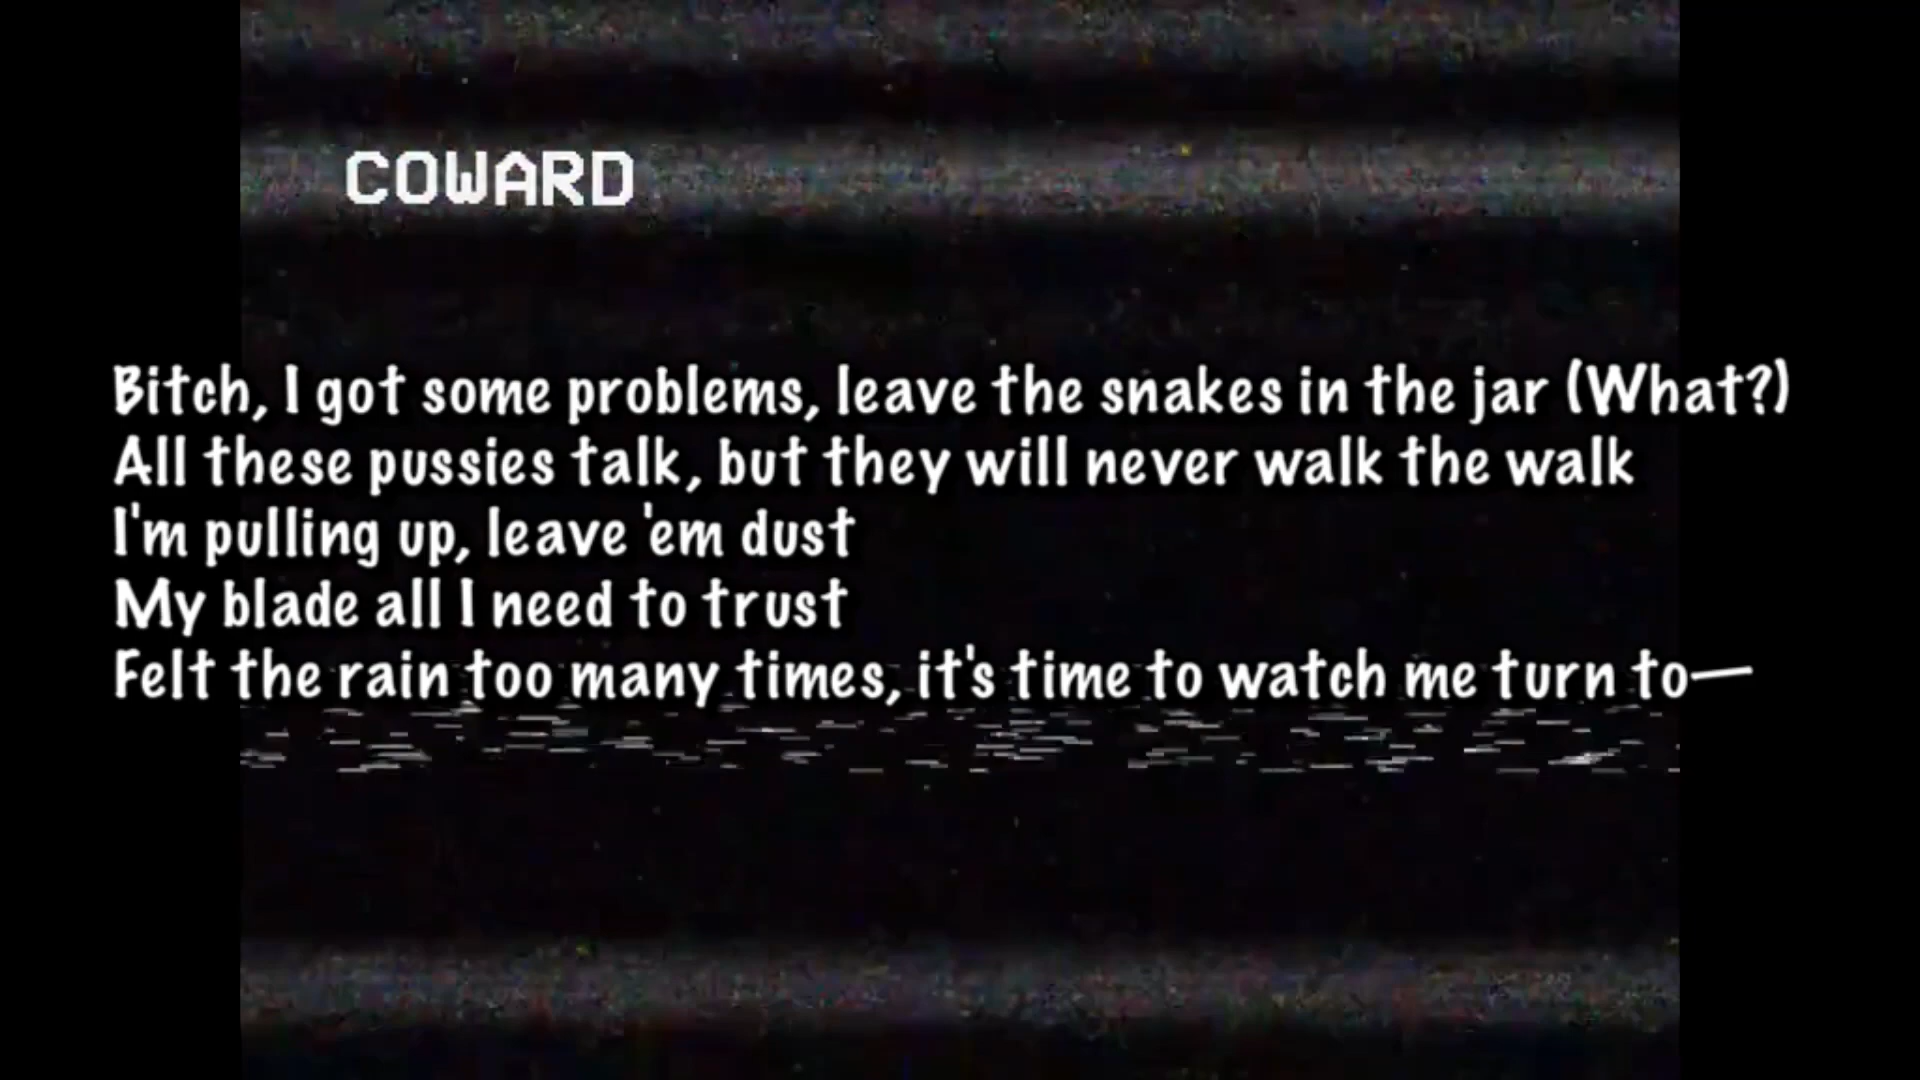 COWARD
Bitch, I got some problems, leave the snakes in the jar (What?)
All these pussies talk, but they will never walk the walk
I'm pulling up, leave 'em dust
My blade all I need to trust
Felt the rain too many times, it's time to watch me turn to—